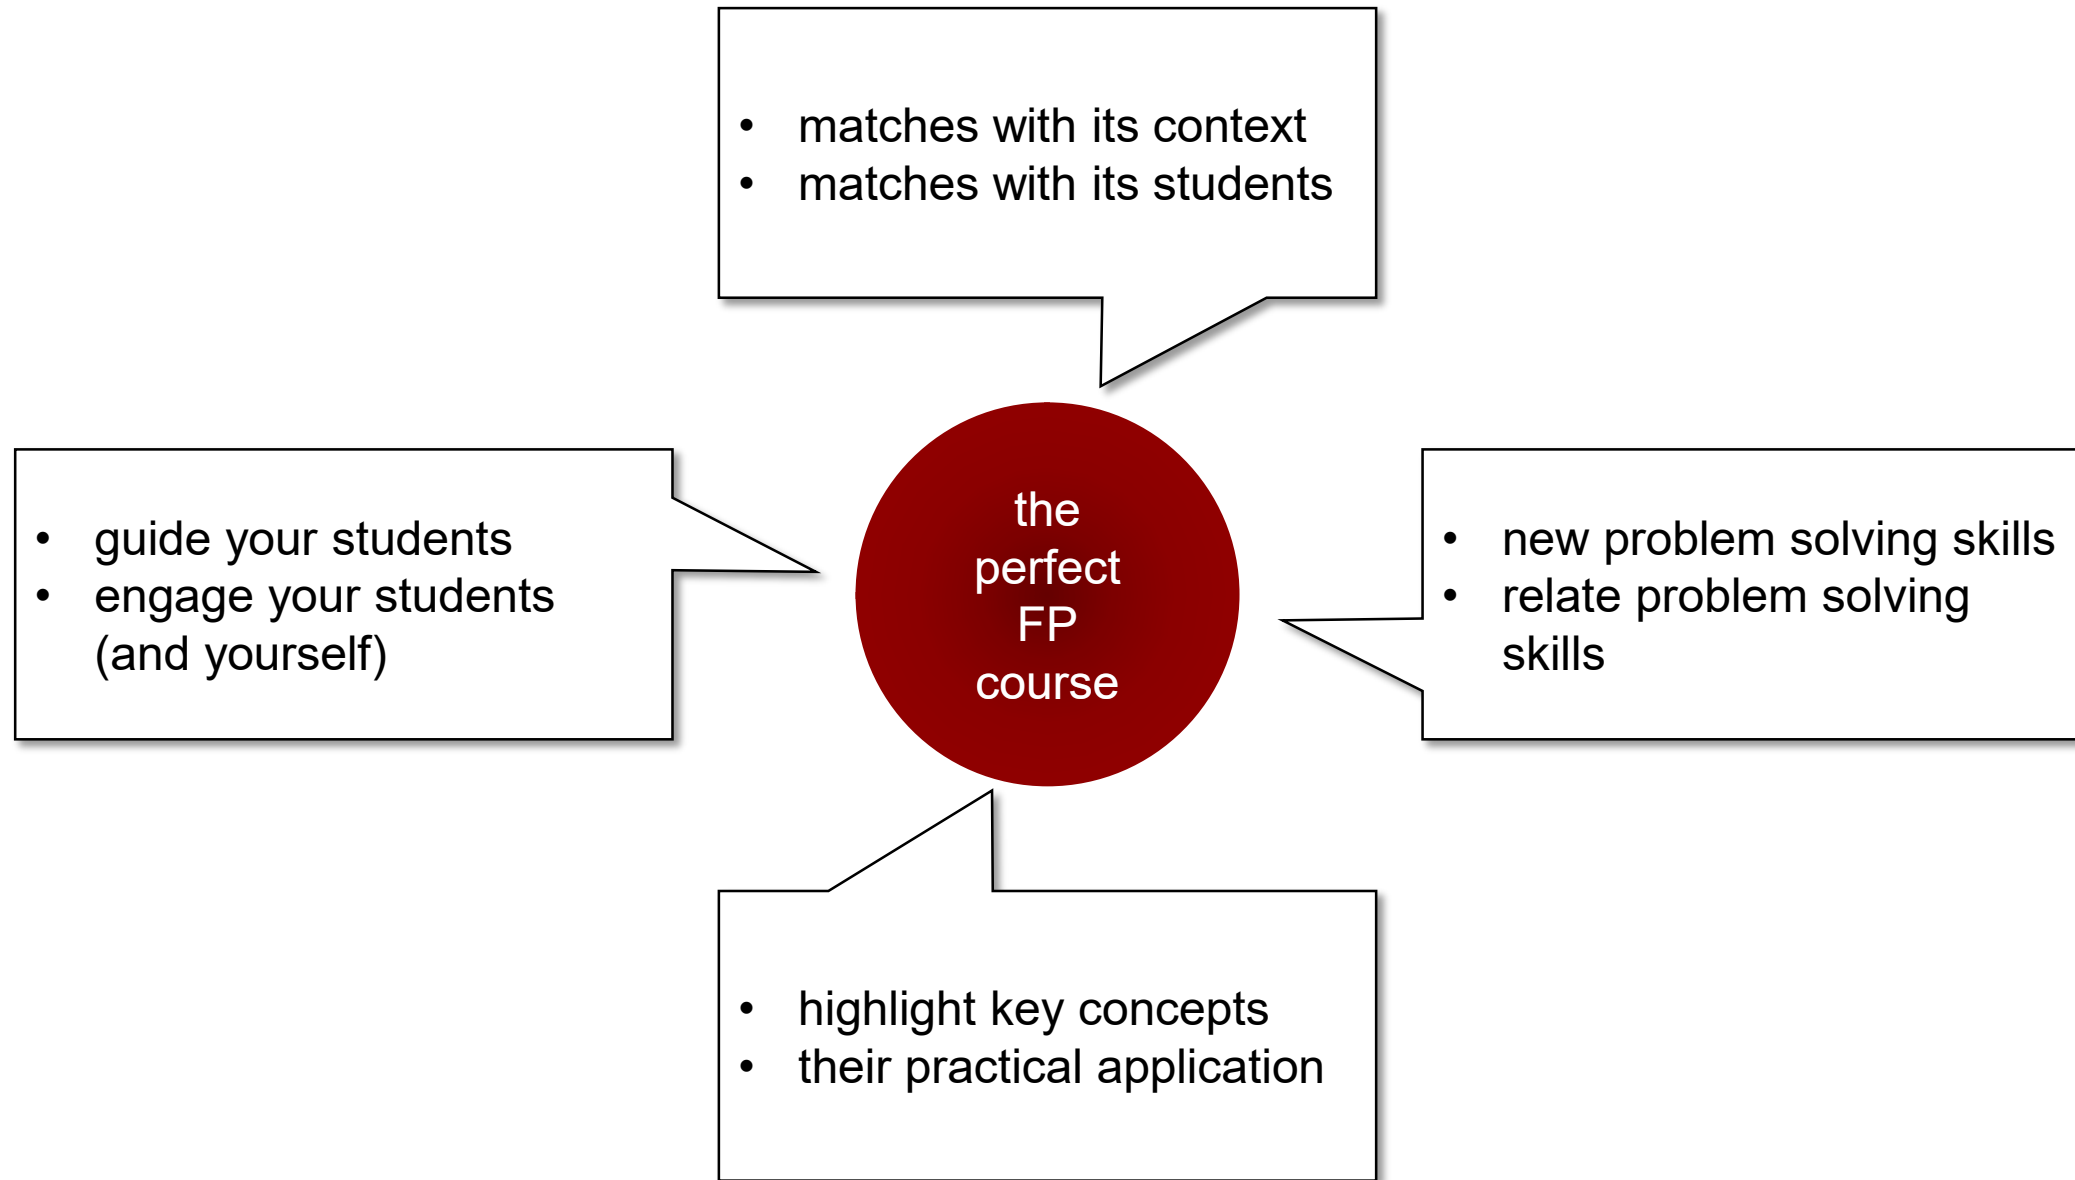 • matches with its context
• matches with its students
• guide your students
• engage your students
(and yourself)
the
perfect
FP
course
• new problem solving skills
• relate problem solving
skills
• highlight key concepts
• their practical application